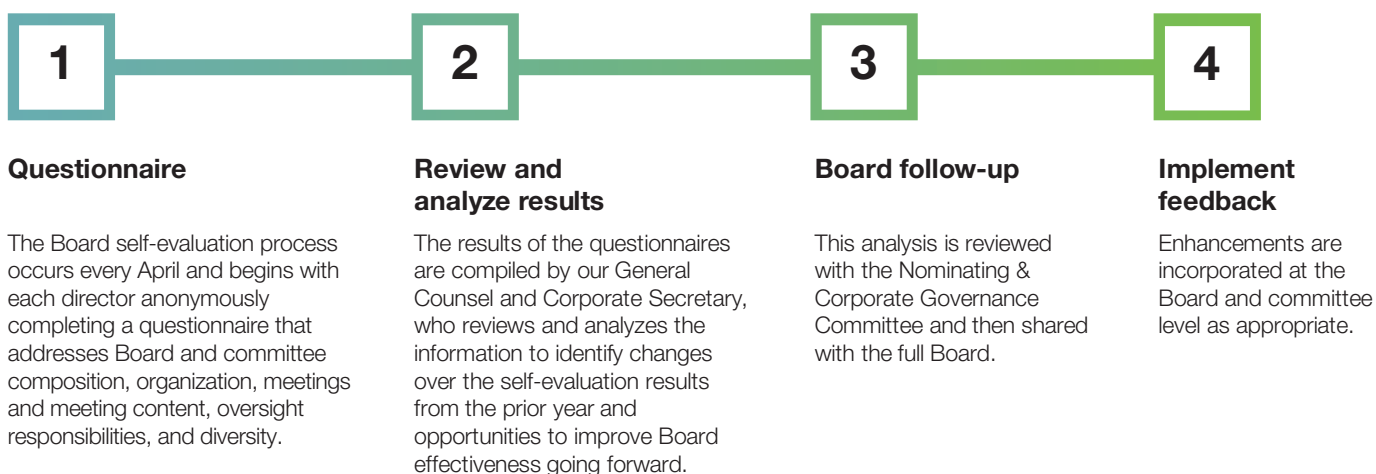 1
2
3
4
Questionnaire
The Board self-evaluation process
occurs every April and begins with
each director anonymously
completing a questionnaire that
addresses Board and committee
composition, organization, meetings
and meeting content, oversight
responsibilities, and diversity.
Review and
analyze results
The results of the questionnaires
are compiled by our General
Counsel and Corporate Secretary,
who reviews and analyzes the
information to identify changes
over the self-evaluation results
from the prior year and
opportunities to improve Board
effectiveness going forward.
Board follow-up
This analysis is reviewed
with the Nominating &
Corporate Governance
Committee and then shared
with the full Board.
Implement
feedback
Enhancements are
incorporated at the
Board and committee
level as appropriate.